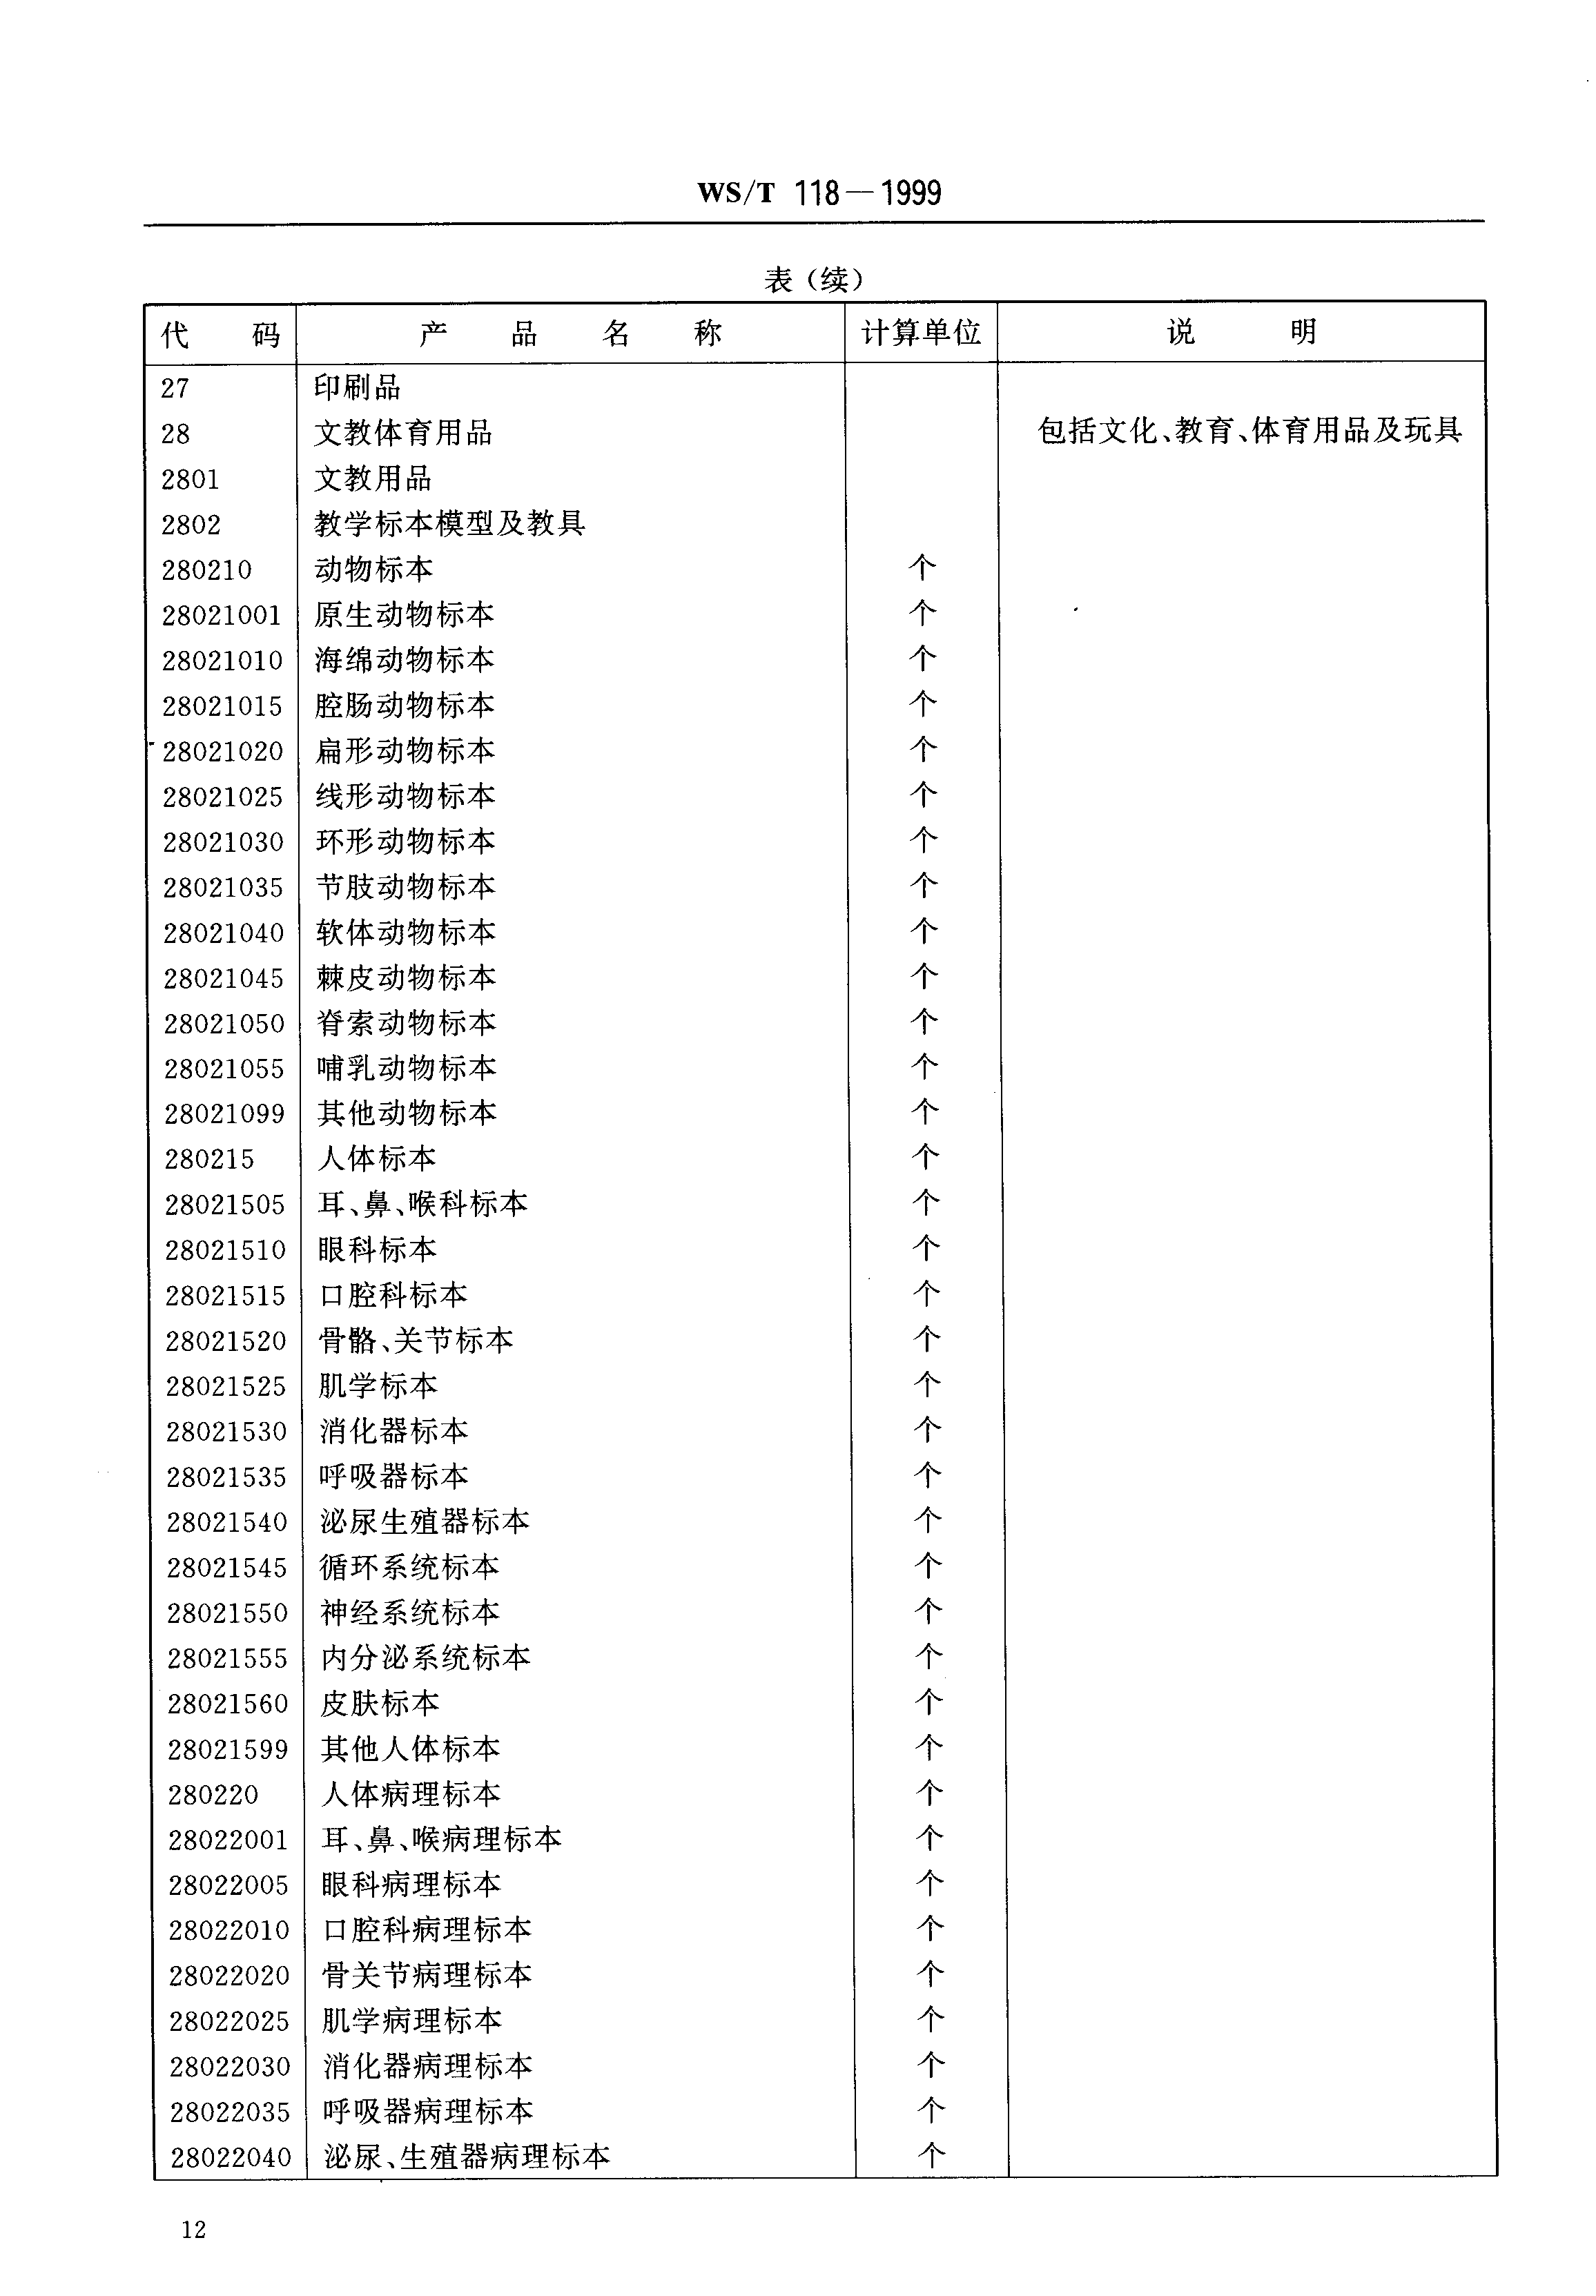 WS/T 118—1999
表（续）
代 码 产 品 名 称 计算单位 说 明
27 印刷品
28 文教体育用品 包括文化、教育、体育用品及玩具
2801 文教用品
2802 教学标本模型及教具
280210 动物标本 个
28021001 原生动物标本 个
28021010 海绵动物标本 个
28021015 腔肠动物标本 个
28021020 扁形动物标本 个
28021025 线形动物标本 个
28021030 环形动物标本 个
28021035 节肢动物标本 个
28021040 软体动物标本 个
28021045 棘皮动物标本 个
28021050 脊索动物标本 个
28021055 哺乳动物标本 个
28021099 其他动物标本 个
280215 人体标本 个
28021505 耳、鼻、喉科标本 个
28021510 眼科标本 个
28021515 口腔科标本 个
28021520 骨骼、关节标本 个
28021525 肌学标本 个
28021530 消化器标本 个
28021535 呼吸器标本 个
28021540 泌尿生殖器标本 个
28021545 循环系统标本 个
28021550 神经系统标本 个
28021555 内分泌系统标本 个
28021560 皮肤标本 个
28021599 其他人体标本 个
280220 人体病理标本 个
28022001 耳、鼻、喉病理标本 个
28022005 眼科病理标本 个
28022010 口腔科病理标本 个
28022020 骨关节病理标本 个
28022025 肌学病理标本 个
28022030 消化器病理标本 个
28022035 呼吸器病理标本 个
28022040 泌尿、生殖器病理标本 个
12